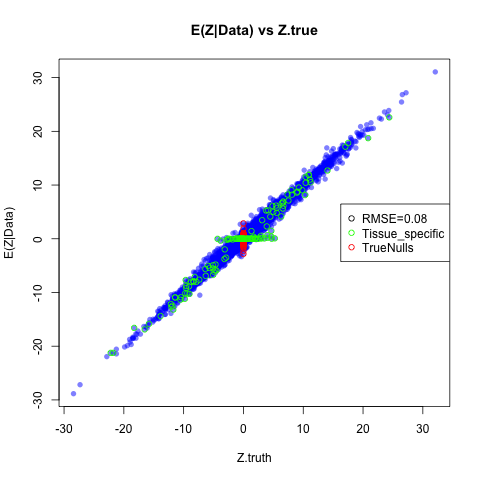 E(Z|Data) vs Z.true
E(Z|Data)
30
20
10
0
-10
-20
-30
RMSE=0.08
Tissue_specific
TrueNulls
-30
-20
-10
0
10
20
30
Z.truth